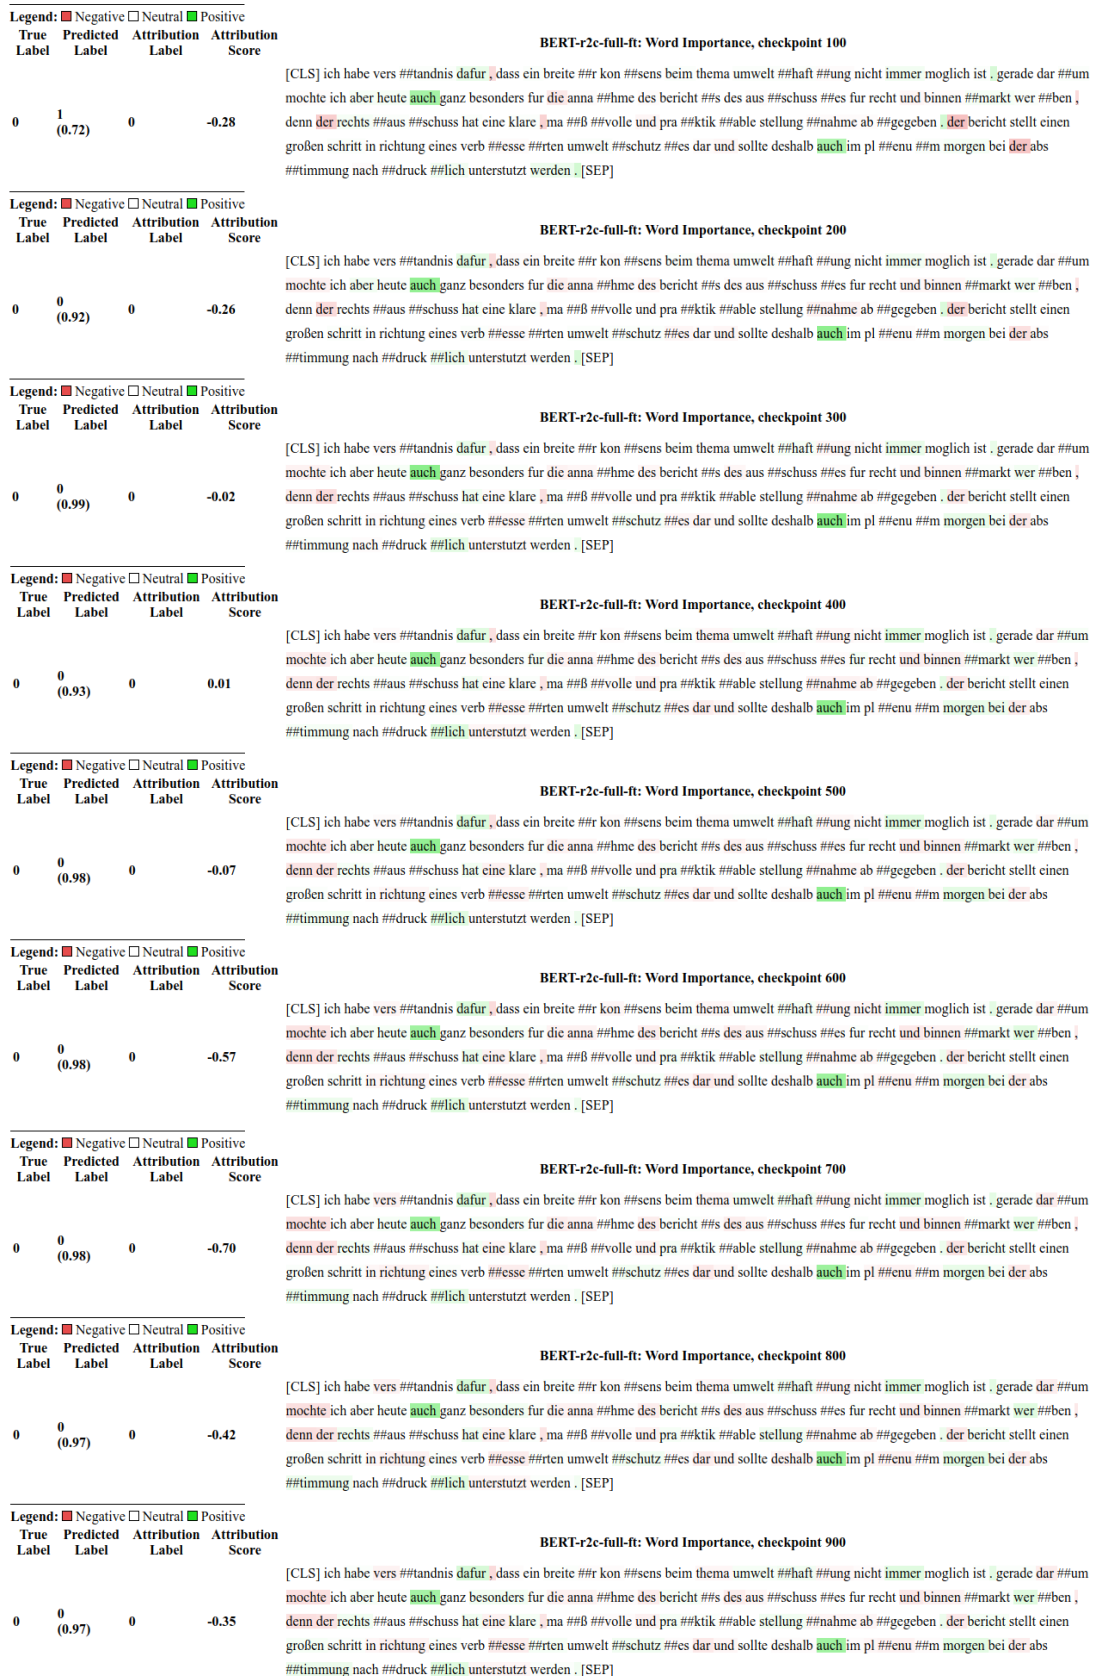 Legend: Negative Neutral Positive
True Label Predicted Label Attribution Label Attribution Score
BERT-r2c-full-ft: Word Importance, checkpoint 100
0 1 (0.72) 0 -0.28
[CLS] ich habe vers ##tandnis dafur , dass ein breite ##r kon ##sens beim thema umwelt ##haft ##ung nicht immer moglich ist . gerade dar ##um
mochte ich aber heute auch ganz besonders fur die anna ##hme des bericht ##s des aus ##schuss ##es fur recht und binnen ##markt wer ##ben ,
denn der rechts ##aus ##schuss hat eine klare , ma ##ß ##volle und pra ##ktik ##able stellung ##nahme ab ##gegeben . der bericht stellt einen
großen schritt in richtung eines verb ##esse ##rten umwelt ##schutz ##es dar und sollte deshalb auch im pl ##enu ##m morgen bei der abs
##timmung nach ##druck ##lich unterstutzt werden . [SEP]
Legend: Negative Neutral Positive
True Label Predicted Label Attribution Label Attribution Score
BERT-r2c-full-ft: Word Importance, checkpoint 200
0 0 (0.92) 0 -0.26
[CLS] ich habe vers ##tandnis dafur , dass ein breite ##r kon ##sens beim thema umwelt ##haft ##ung nicht immer moglich ist . gerade dar ##um
mochte ich aber heute auch ganz besonders fur die anna ##hme des bericht ##s des aus ##schuss ##es fur recht und binnen ##markt wer ##ben ,
denn der rechts ##aus ##schuss hat eine klare , ma ##ß ##volle und pra ##ktik ##able stellung ##nahme ab ##gegeben . der bericht stellt einen
großen schritt in richtung eines verb ##esse ##rten umwelt ##schutz ##es dar und sollte deshalb auch im pl ##enu ##m morgen bei der abs
##timmung nach ##druck ##lich unterstutzt werden . [SEP]
Legend: Negative Neutral Positive
True Label Predicted Label Attribution Label Attribution Score
BERT-r2c-full-ft: Word Importance, checkpoint 300
0 0 (0.99) 0 -0.02
[CLS] ich habe vers ##tandnis dafur , dass ein breite ##r kon ##sens beim thema umwelt ##haft ##ung nicht immer moglich ist . gerade dar ##um
mochte ich aber heute auch ganz besonders fur die anna ##hme des bericht ##s des aus ##schuss ##es fur recht und binnen ##markt wer ##ben ,
denn der rechts ##aus ##schuss hat eine klare , ma ##ß ##volle und pra ##ktik ##able stellung ##nahme ab ##gegeben . der bericht stellt einen
großen schritt in richtung eines verb ##esse ##rten umwelt ##schutz ##es dar und sollte deshalb auch im pl ##enu ##m morgen bei der abs
##timmung nach ##druck ##lich unterstutzt werden . [SEP]
Legend: Negative Neutral Positive
True Label Predicted Label Attribution Label Attribution Score
BERT-r2c-full-ft: Word Importance, checkpoint 400
0 0 (0.93) 0 0.01
[CLS] ich habe vers ##tandnis dafur , dass ein breite ##r kon ##sens beim thema umwelt ##haft ##ung nicht immer moglich ist . gerade dar ##um
mochte ich aber heute auch ganz besonders fur die anna ##hme des bericht ##s des aus ##schuss ##es fur recht und binnen ##markt wer ##ben ,
denn der rechts ##aus ##schuss hat eine klare , ma ##ß ##volle und pra ##ktik ##able stellung ##nahme ab ##gegeben . der bericht stellt einen
großen schritt in richtung eines verb ##esse ##rten umwelt ##schutz ##es dar und sollte deshalb auch im pl ##enu ##m morgen bei der abs
##timmung nach ##druck ##lich unterstutzt werden . [SEP]
Legend: Negative Neutral Positive
True Label Predicted Label Attribution Label Attribution Score
BERT-r2c-full-ft: Word Importance, checkpoint 500
0 0 (0.98) 0 -0.07
[CLS] ich habe vers ##tandnis dafur , dass ein breite ##r kon ##sens beim thema umwelt ##haft ##ung nicht immer moglich ist . gerade dar ##um
mochte ich aber heute auch ganz besonders fur die anna ##hme des bericht ##s des aus ##schuss ##es fur recht und binnen ##markt wer ##ben ,
denn der rechts ##aus ##schuss hat eine klare , ma ##ß ##volle und pra ##ktik ##able stellung ##nahme ab ##gegeben . der bericht stellt einen
großen schritt in richtung eines verb ##esse ##rten umwelt ##schutz ##es dar und sollte deshalb auch im pl ##enu ##m morgen bei der abs
##timmung nach ##druck ##lich unterstutzt werden . [SEP]
Legend: Negative Neutral Positive
True Label Predicted Label Attribution Label Attribution Score
BERT-r2c-full-ft: Word Importance, checkpoint 600
0 0 (0.98) 0 -0.57
[CLS] ich habe vers ##tandnis dafur , dass ein breite ##r kon ##sens beim thema umwelt ##haft ##ung nicht immer moglich ist . gerade dar ##um
mochte ich aber heute auch ganz besonders fur die anna ##hme des bericht ##s des aus ##schuss ##es fur recht und binnen ##markt wer ##ben ,
denn der rechts ##aus ##schuss hat eine klare , ma ##ß ##volle und pra ##ktik ##able stellung ##nahme ab ##gegeben . der bericht stellt einen
großen schritt in richtung eines verb ##esse ##rten umwelt ##schutz ##es dar und sollte deshalb auch im pl ##enu ##m morgen bei der abs
##timmung nach ##druck ##lich unterstutzt werden . [SEP]
Legend: Negative Neutral Positive
True Label Predicted Label Attribution Label Attribution Score
BERT-r2c-full-ft: Word Importance, checkpoint 700
0 0 (0.98) 0 -0.70
[CLS] ich habe vers ##tandnis dafur , dass ein breite ##r kon ##sens beim thema umwelt ##haft ##ung nicht immer moglich ist . gerade dar ##um
mochte ich aber heute auch ganz besonders fur die anna ##hme des bericht ##s des aus ##schuss ##es fur recht und binnen ##markt wer ##ben ,
denn der rechts ##aus ##schuss hat eine klare , ma ##ß ##volle und pra ##ktik ##able stellung ##nahme ab ##gegeben . der bericht stellt einen
großen schritt in richtung eines verb ##esse ##rten umwelt ##schutz ##es dar und sollte deshalb auch im pl ##enu ##m morgen bei der abs
##timmung nach ##druck ##lich unterstutzt werden . [SEP]
Legend: Negative Neutral Positive
True Label Predicted Label Attribution Label Attribution Score
BERT-r2c-full-ft: Word Importance, checkpoint 800
0 0 (0.97) 0 -0.42
[CLS] ich habe vers ##tandnis dafur , dass ein breite ##r kon ##sens beim thema umwelt ##haft ##ung nicht immer moglich ist . gerade dar ##um
mochte ich aber heute auch ganz besonders fur die anna ##hme des bericht ##s des aus ##schuss ##es fur recht und binnen ##markt wer ##ben ,
denn der rechts ##aus ##schuss hat eine klare , ma ##ß ##volle und pra ##ktik ##able stellung ##nahme ab ##gegeben . der bericht stellt einen
großen schritt in richtung eines verb ##esse ##rten umwelt ##schutz ##es dar und sollte deshalb auch im pl ##enu ##m morgen bei der abs
##timmung nach ##druck ##lich unterstutzt werden . [SEP]
Legend: Negative Neutral Positive
True Label Predicted Label Attribution Label Attribution Score
BERT-r2c-full-ft: Word Importance, checkpoint 900
0 0 (0.97) 0 -0.35
[CLS] ich habe vers ##tandnis dafur , dass ein breite ##r kon ##sens beim thema umwelt ##haft ##ung nicht immer moglich ist . gerade dar ##um
mochte ich aber heute auch ganz besonders fur die anna ##hme des bericht ##s des aus ##schuss ##es fur recht und binnen ##markt wer ##ben ,
denn der rechts ##aus ##schuss hat eine klare , ma ##ß ##volle und pra ##ktik ##able stellung ##nahme ab ##gegeben . der bericht stellt einen
großen schritt in richtung eines verb ##esse ##rten umwelt ##schutz ##es dar und sollte deshalb auch im pl ##enu ##m morgen bei der abs
##timmung nach ##druck ##lich unterstutzt werden . [SEP]